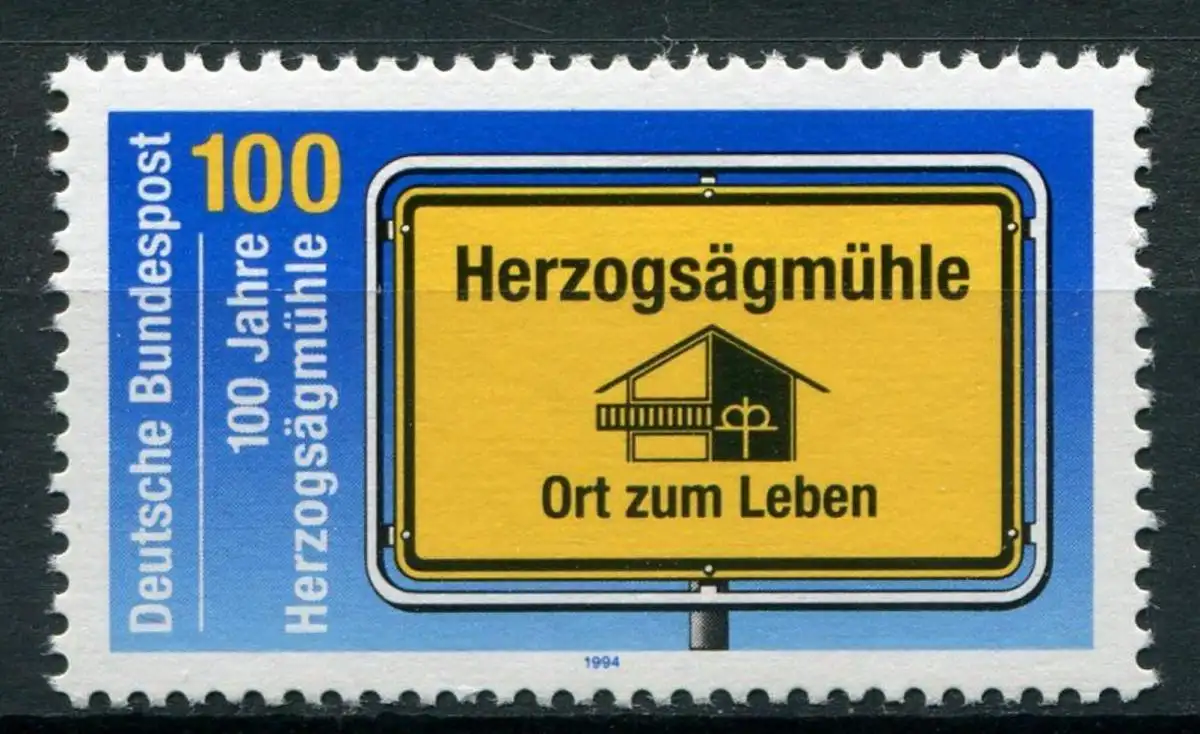 Deutsche Bundespost
100
100 Jahre
Herzogsägmühle
Herzogsägmühle
Ort zum Leben
1994